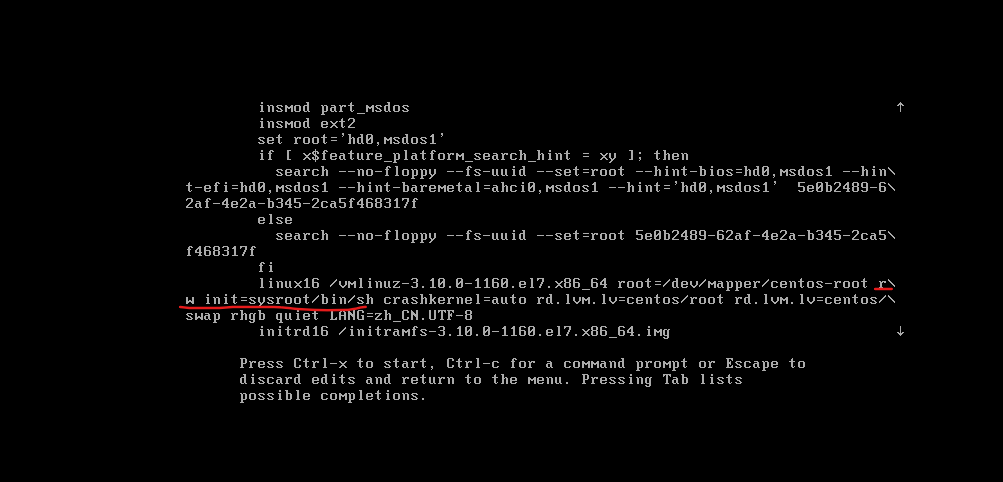 insmod part_msdos
insmod ext2
set root='hd0,msdos1'
if [ x$feature_platform_search_hint = xy ]; then
search --no-floppy --fs-uuid --set=root --hint-bios=hd0,msdos1 --hin\
t-efi=hd0,msdos1 --hint-baremetal=ahci0,msdos1 --hint='hd0,msdos1'  5e0b2489-6\
2af-4e2a-b345-2ca5f468317f
else
search --no-floppy --fs-uuid --set=root 5e0b2489-62af-4e2a-b345-2ca5\
f468317f
fi
linux16 /vmlinuz-3.10.0-1160.el7.x86_64 root=/dev/mapper/centos-root r\
w init=sysroot/bin/sh crashkernel=auto rd.lvm.lv=centos/root rd.lvm.lv=centos/\
swap rhgb quiet LANG=zh_CN.UTF-8
initrd16 /initramfs-3.10.0-1160.el7.x86_64.img
Press Ctrl-x to start, Ctrl-c for a command prompt or Escape to
discard edits and return to the menu. Pressing Tab lists
possible completions.